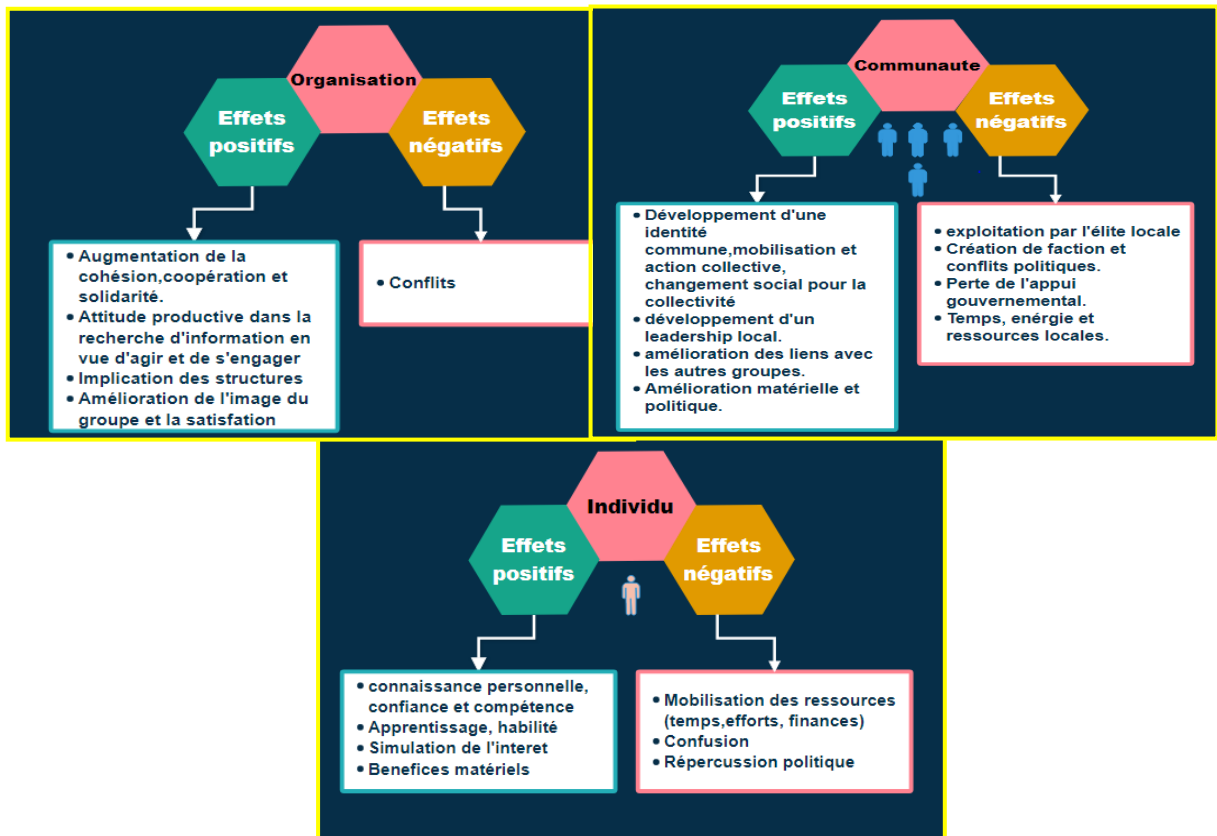 Organisation
Effets
positifs
Effets
négatifs
• Augmentation de la
cohésion,coopération et
solidarité.
• Attitude productive dans la
recherche d'information en
vue d'agir et de s'engager
• Implication des structures
• Amélioration de l'image du
groupe et la satisfation
• Conflits
Communaute
Effets
positifs
Effets
négatifs
• Développement d'une
identité
commune,mobilisation et
action collective,
changement social pour la
collectivité
• développement d'un
leadership local.
• amélioration des liens avec
les autres groupes.
• Amélioration matérielle et
politique.
• exploitation par l'élite locale
• Création de faction et
conflits politiques.
• Perte de l'appui
gouvernemental.
• Temps, énergie et
ressources locales.
Individu
Effets
positifs
Effets
négatifs
• connaissance personnelle,
confiance et compétence
• Apprentissage, habilité
• Simulation de l'interet
• Benefices matériels
• Mobilisation des ressources
(temps,efforts, finances)
• Confusion
• Répercussion politique